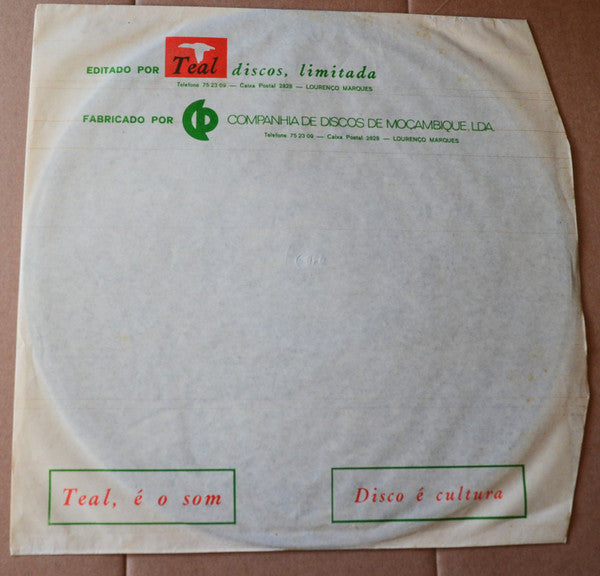 EDITADO POR Teal discos, limitada
Telefone 75 23 09 — Caixa Postal 2828 — LOURENÇO MARQUES
FABRICADO POR COMPANHIA DE DISCOS DE MOÇAMBIQUE, LDA.
Telefone 75 23 09 — Caixa Postal 2828 — LOURENÇO MARQUES
Teal, é o som
Disco é cultura